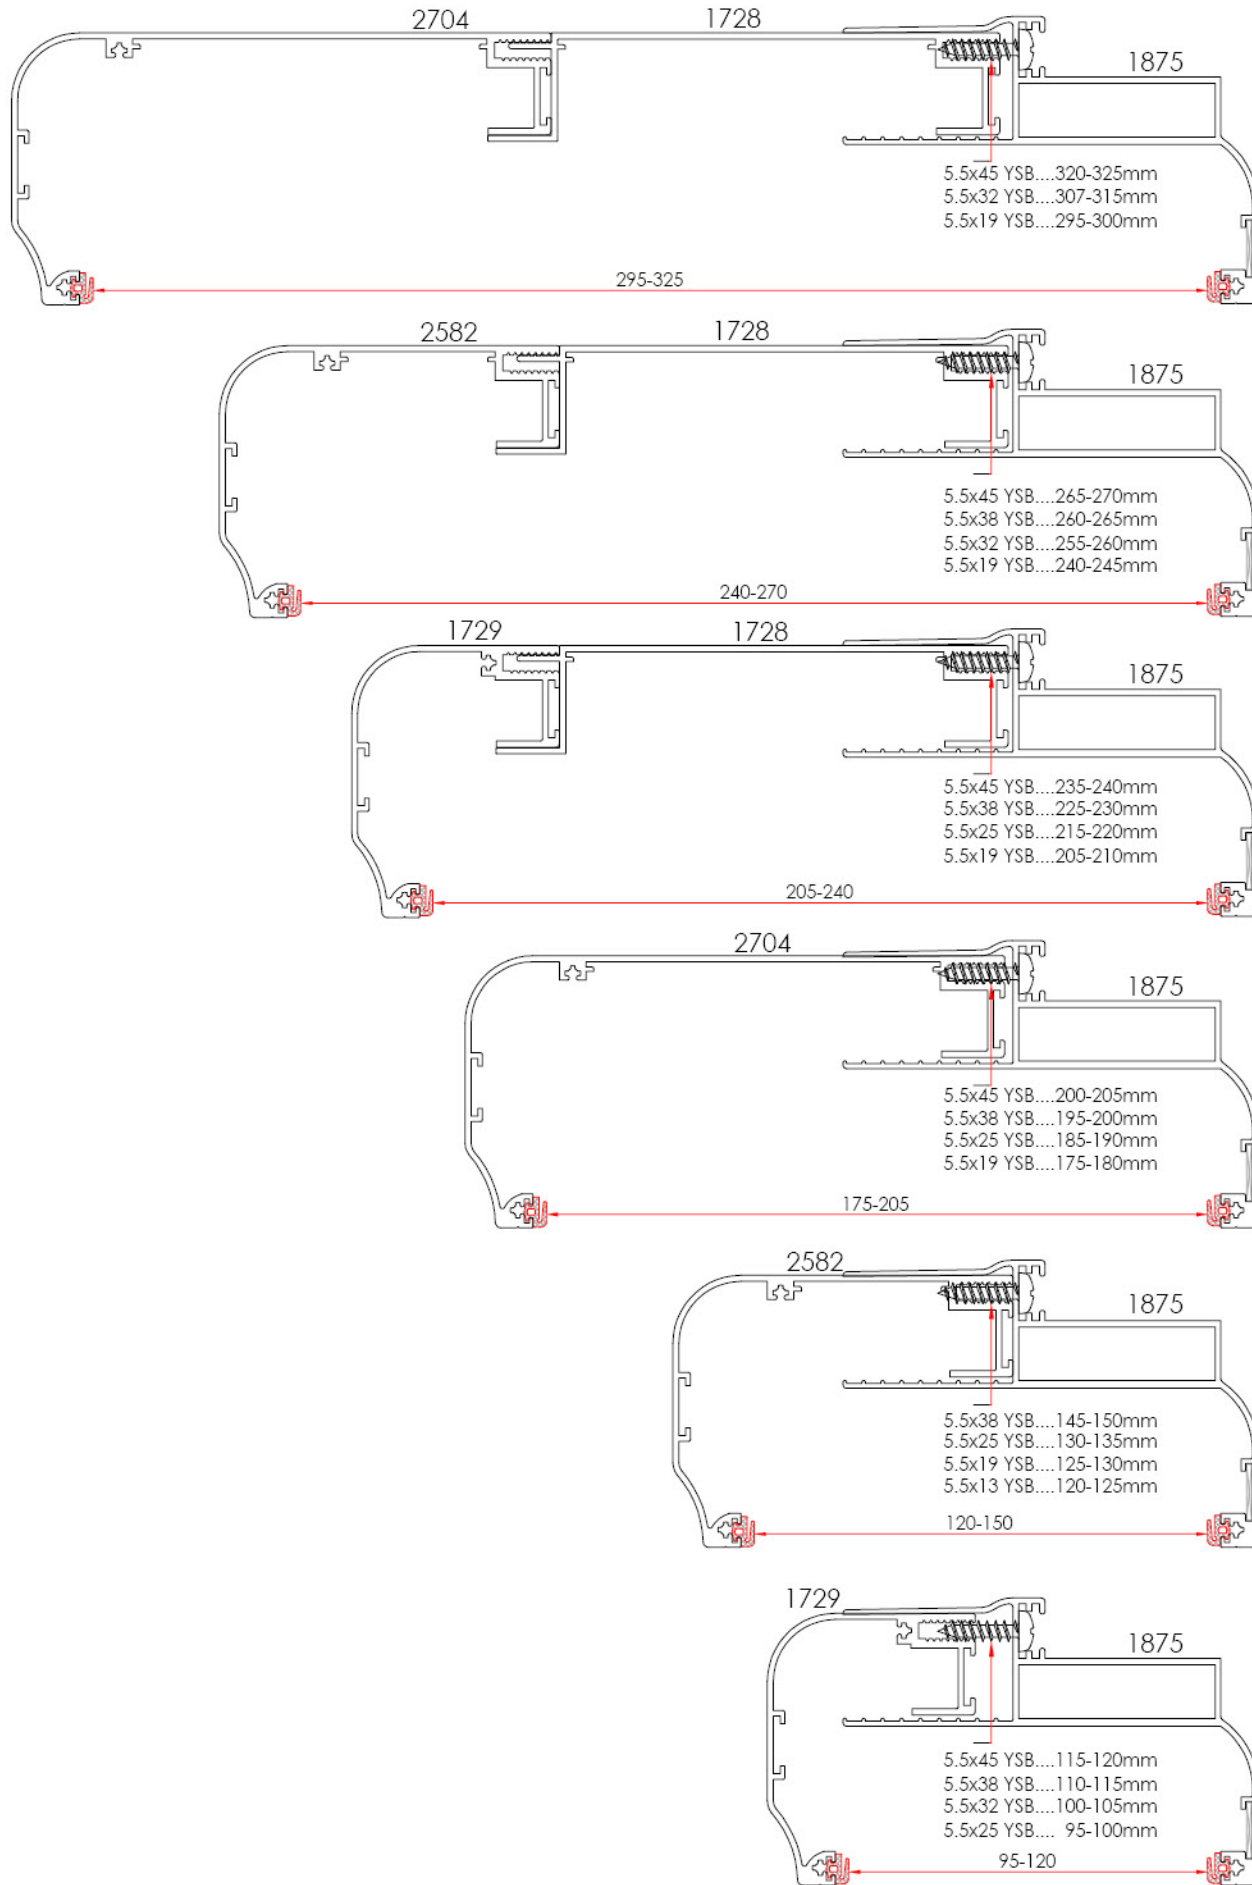 2704
1728
1875
5.5x45 YSB....320-325mm
5.5x32 YSB....307-315mm
5.5x19 YSB....295-300mm
295-325
2582
1728
1875
5.5x45 YSB....265-270mm
5.5x38 YSB....260-265mm
5.5x32 YSB....255-260mm
5.5x19 YSB....240-245mm
240-270
1729
1728
1875
5.5x45 YSB....235-240mm
5.5x38 YSB....225-230mm
5.5x25 YSB....215-220mm
5.5x19 YSB....205-210mm
205-240
2704
1875
5.5x45 YSB....200-205mm
5.5x38 YSB....195-200mm
5.5x25 YSB....185-190mm
5.5x19 YSB....175-180mm
175-205
2582
1875
5.5x38 YSB....145-150mm
5.5x25 YSB....130-135mm
5.5x19 YSB....125-130mm
5.5x13 YSB....120-125mm
120-150
1729
1875
5.5x45 YSB....115-120mm
5.5x38 YSB....110-115mm
5.5x32 YSB....100-105mm
5.5x25 YSB.... 95-100mm
95-120